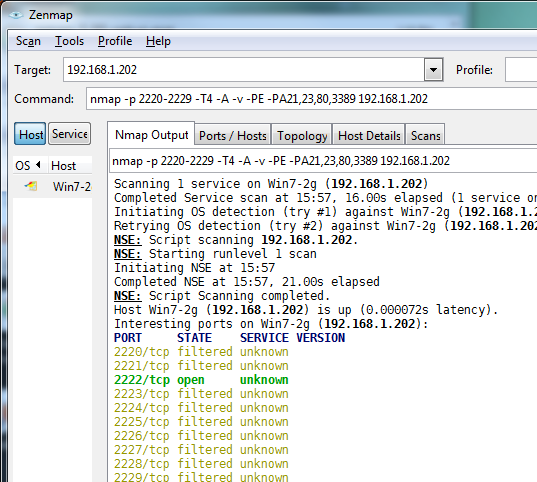 Zenmap
Scan Tools Profile Help
Target: 192.168.1.202 Profile:
Command: nmap -p 2220-2229 -T4 -A -v -PE -PA21,23,80,3389 192.168.1.202
Host Service Nmap Output Ports / Hosts Topology Host Details Scans
nmap -p 2220-2229 -T4 -A -v -PE -PA21,23,80,3389 192.168.1.202
OS Host
Win7-2
Scanning 1 service on Win7-2g (192.168.1.202)
Completed Service scan at 15:57, 16.00s elapsed (1 service on
Initiating OS detection (try #1) against Win7-2g (192.168.1.2
Retrying OS detection (try #2) against Win7-2g (192.168.1.202
NSE: Script scanning 192.168.1.202.
NSE: Starting runlevel 1 scan
Initiating NSE at 15:57
Completed NSE at 15:57, 21.00s elapsed
NSE: Script Scanning completed.
Host Win7-2g (192.168.1.202) is up (0.000072s latency).
Interesting ports on Win7-2g (192.168.1.202):
PORT STATE SERVICE VERSION
2220/tcp filtered unknown
2221/tcp filtered unknown
2222/tcp open unknown
2223/tcp filtered unknown
2224/tcp filtered unknown
2225/tcp filtered unknown
2226/tcp filtered unknown
2227/tcp filtered unknown
2228/tcp filtered unknown
2229/tcp filtered unknown